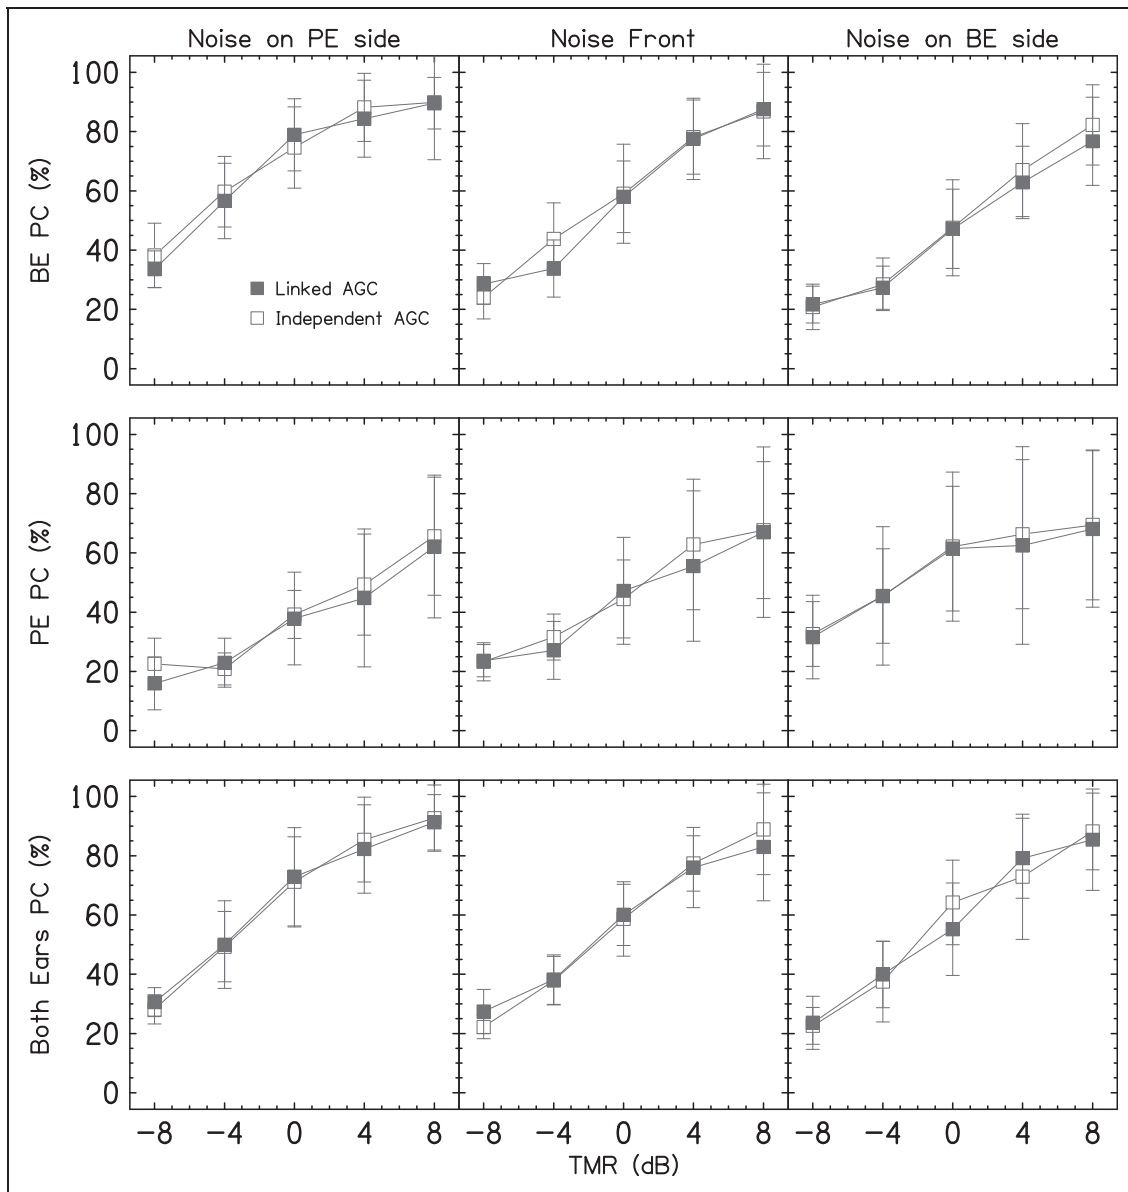 Noise on PE side
Noise Front
Noise on BE side
BE PC (%)
100
80
60
40
20
0
Linked AGC
Independent AGC
PE PC (%)
100
80
60
40
20
0
Both Ears PC (%)
100
80
60
40
20
0
−8 −4 0 4 8
−8 −4 0 4 8
−8 −4 0 4 8
TMR (dB)